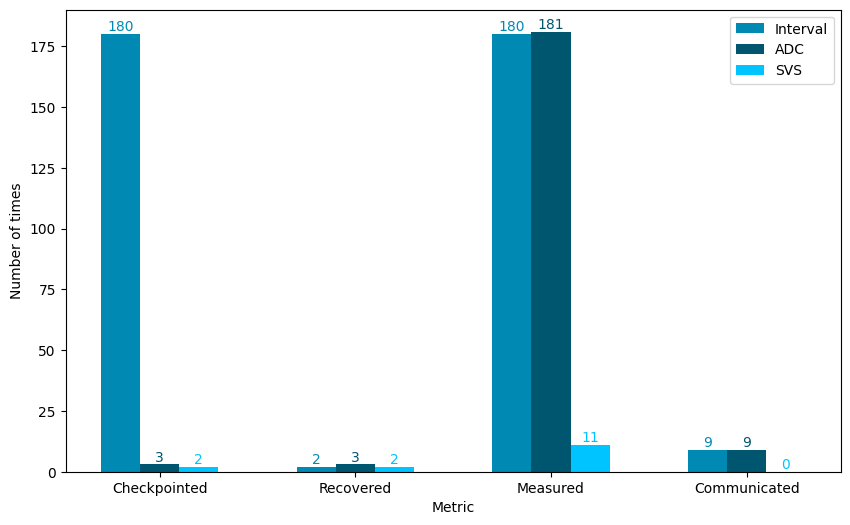 180
180
181
Interval
ADC
SVS
175
150
125
100
75
50
25
0
Number of times
3
2
2
3
2
11
9
9
0
Checkpointed
Recovered
Measured
Communicated
Metric